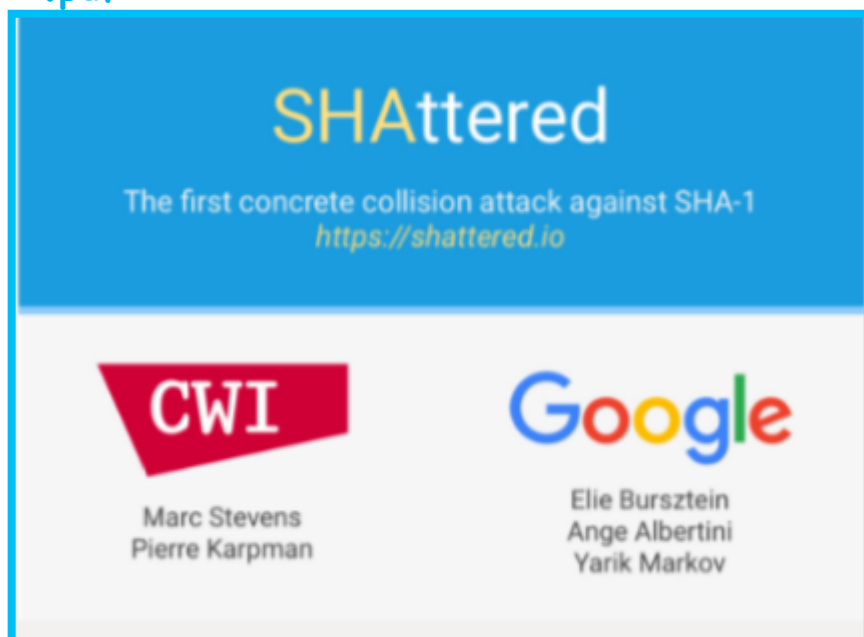 SHAttered
The first concrete collision attack against SHA-1
https://shattered.io
CWI
Marc Stevens
Pierre Karpman
Google
Elie Bursztein
Ange Albertini
Yarik Markov